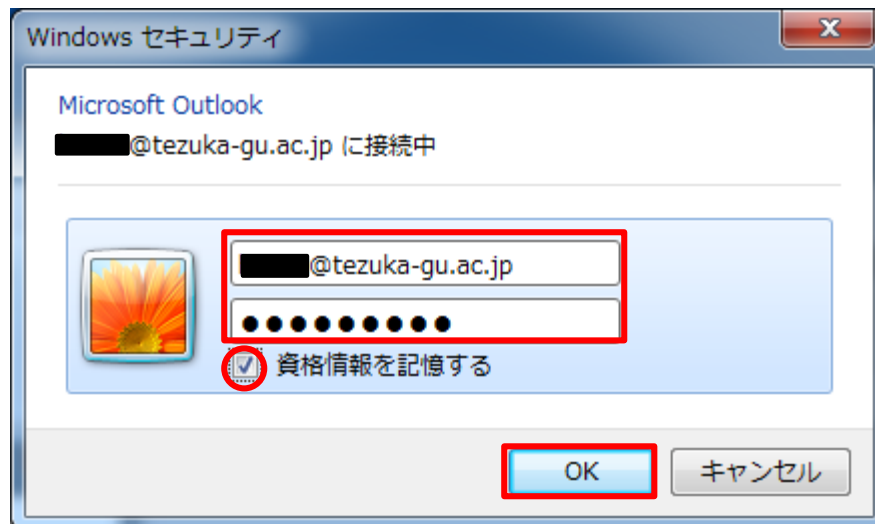 Windows セキュリティ
Microsoft Outlook
@tezuka-gu.ac.jp に接続中
@tezuka-gu.ac.jp
●●●●●●●●●
資格情報を記憶する
OK
キャンセル